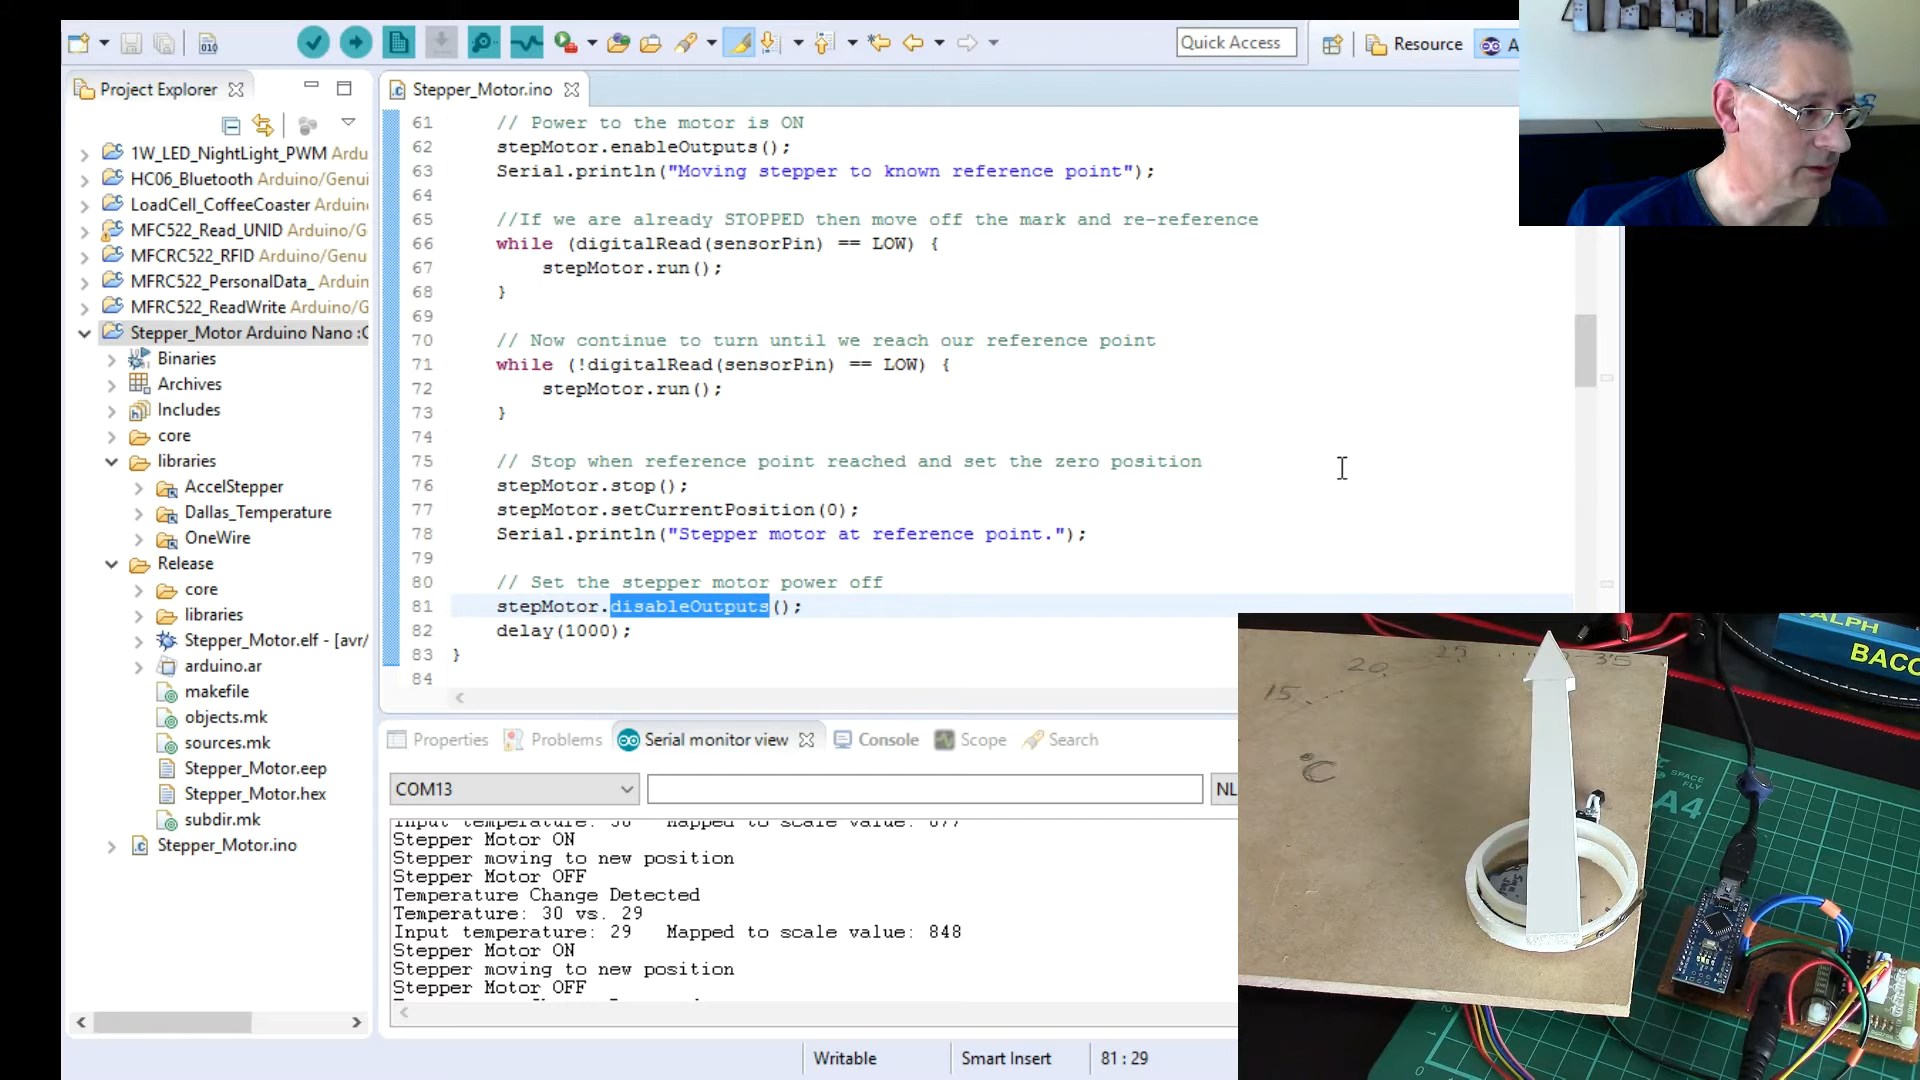 Quick Access
Resource
Project Explorer
Stepper_Motor.ino
1W_LED_NightLight_PWM Ardu
HC06_Bluetooth Arduino/Genui
LoadCell_CoffeeCoaster Arduin
MFC522_Read_UNID Arduino/G
MFCRC522_RFID Arduino/Genu
MFRC522_PersonalData_ Arduin
MFRC522_ReadWrite Arduino/G
Stepper_Motor Arduino Nano :C
Binaries
Archives
Includes
core
libraries
AccelStepper
Dallas_Temperature
OneWire
Release
core
libraries
Stepper_Motor.elf - [avr/
arduino.ar
makefile
objects.mk
sources.mk
Stepper_Motor.eep
Stepper_Motor.hex
subdir.mk
Stepper_Motor.ino
61 // Power to the motor is ON
62 stepMotor.enableOutputs();
63 Serial.println("Moving stepper to known reference point");
64
65 //If we are already STOPPED then move off the mark and re-reference
66 while (digitalRead(sensorPin) == LOW) {
67 stepMotor.run();
68 }
69
70 // Now continue to turn until we reach our reference point
71 while (!digitalRead(sensorPin) == LOW) {
72 stepMotor.run();
73 }
74
75 // Stop when reference point reached and set the zero position
76 stepMotor.stop();
77 stepMotor.setCurrentPosition(0);
78 Serial.println("Stepper motor at reference point.");
79
80 // Set the stepper motor power off
81 stepMotor.disableOutputs();
82 delay(1000);
83 }
84
Properties Problems Serial monitor view Console Scope Search
COM13
NL
Input temperature: 30 Mapped to scale value: 877
Stepper Motor ON
Stepper moving to new position
Stepper Motor OFF
Temperature Change Detected
Temperature: 30 vs. 29
Input temperature: 29 Mapped to scale value: 848
Stepper Motor ON
Stepper moving to new position
Stepper Motor OFF
Writable Smart Insert 81 : 29
15 20 25 35
°C
ALPH
BACO
SPACE
FLY
A4